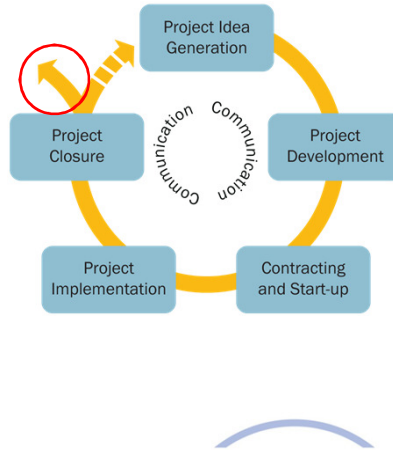 Project Idea
Generation
Project
Closure
Communication
Communication
Project
Development
Project
Implementation
Contracting
and Start-up